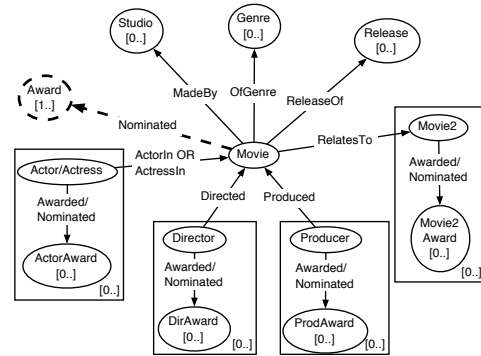 Studio
[0..]
Genre
[0..]
Release
[0..]
Award
[1..]
MadeBy
OfGenre
ReleaseOf
Nominated
RelatesTo
Movie2
Movie
Actor/Actress
ActorIn OR
ActressIn
Awarded/
Nominated
Awarded/
Nominated
Directed
Produced
Movie2
Award
[0..]
[0..]
ActorAward
[0..]
[0..]
Director
Awarded/
Nominated
DirAward
[0..]
[0..]
Producer
Awarded/
Nominated
ProdAward
[0..]
[0..]